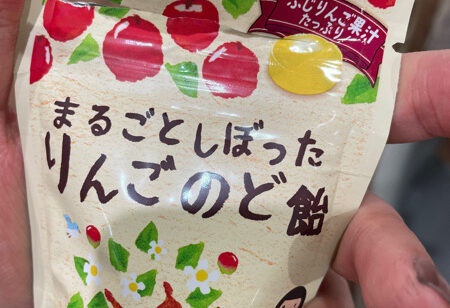 ふじりんご果汁
たっぷり
まるごとしぼった
りんごのど飴